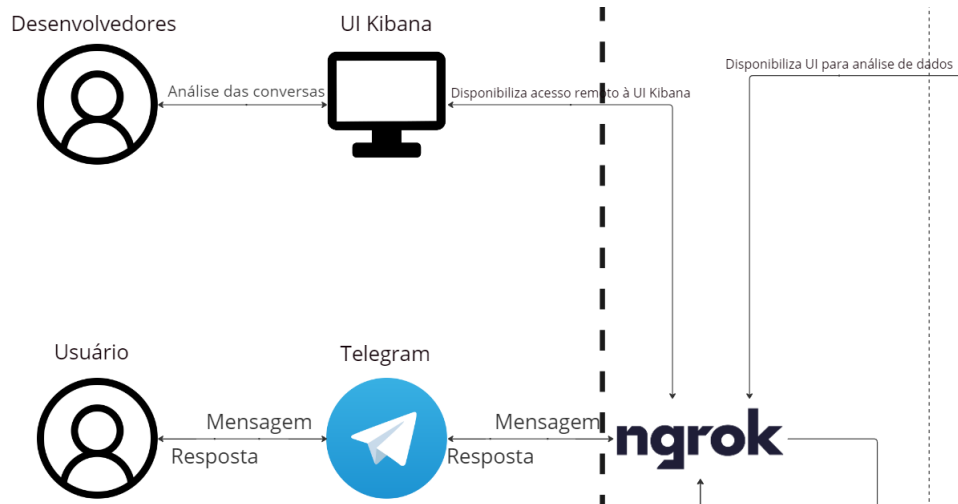 Desenvolvedores
UI Kibana
Análise das conversas
Disponibiliza acesso remoto à UI Kibana
Disponibiliza UI para análise de dados
Usuário
Telegram
Mensagem
Resposta
Mensagem
Resposta
ngrok